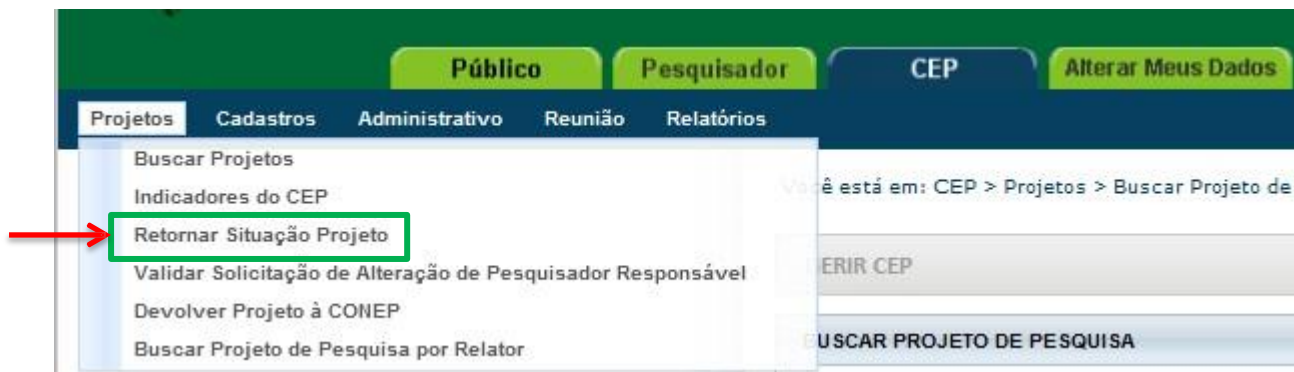 Público Pesquisador CEP Alterar Meus Dados
Projetos Cadastros Administrativo Reunião Relatórios
Buscar Projetos
ê está em: CEP > Projetos > Buscar Projeto de
Indicadores do CEP
Retornar Situação Projeto
Validar Solicitação de Alteração de Pesquisador Responsável
ERIR CEP
Devolver Projeto à CONEP
Buscar Projeto de Pesquisa por Relator
USCAR PROJETO DE PESQUISA